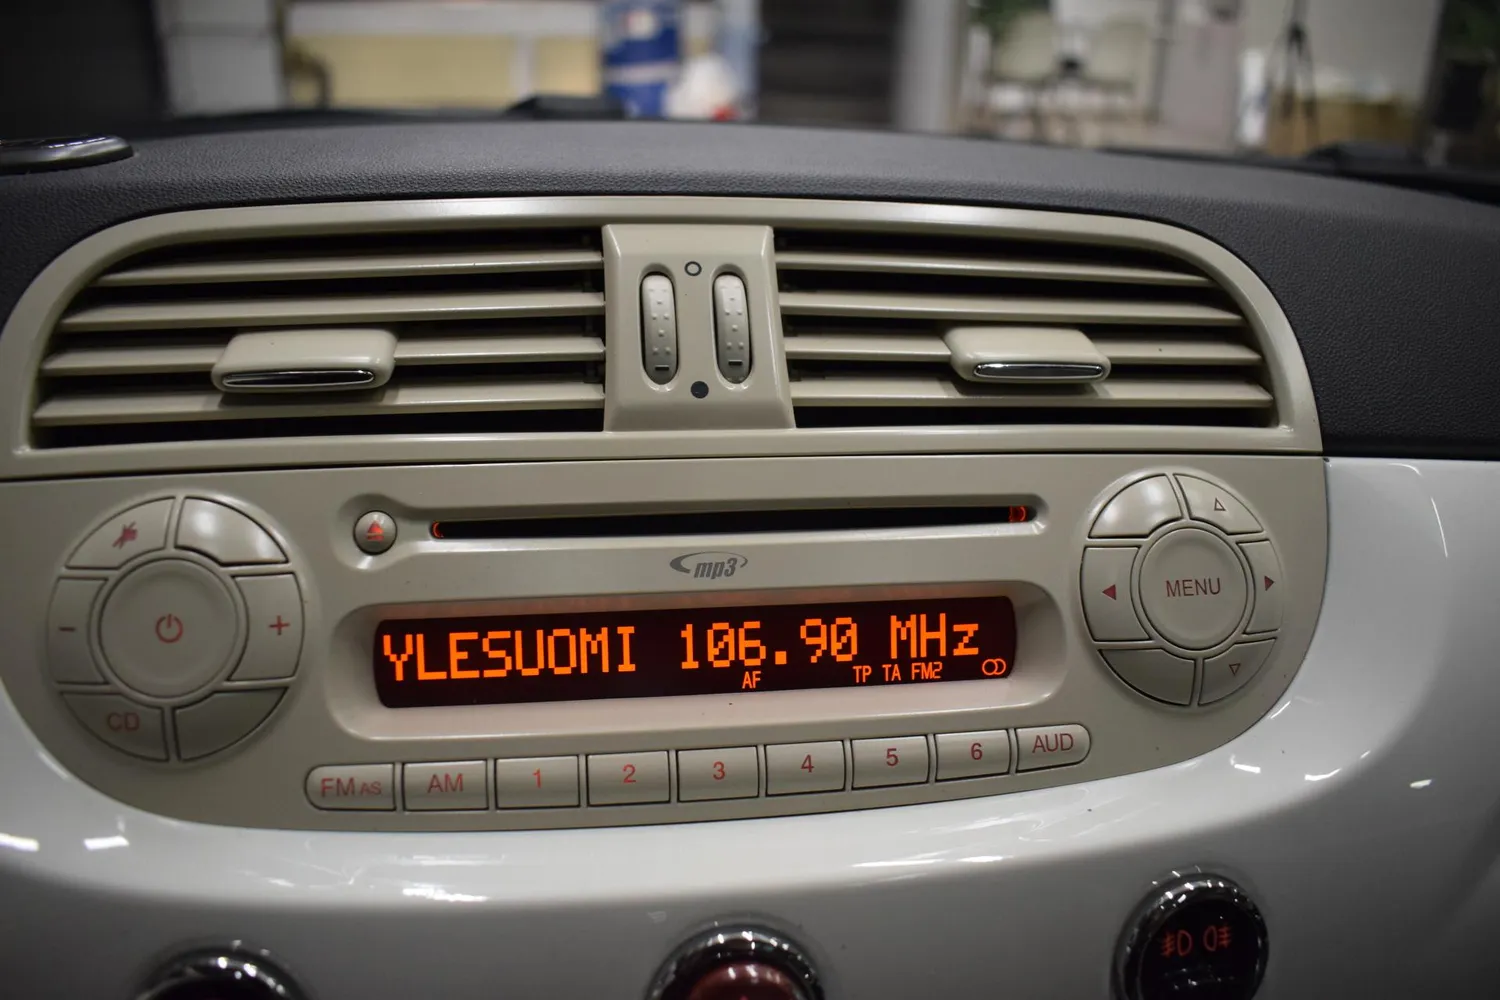 mp3
YLESUOMI 106.90 MHz
AF TP TA FM2
MENU
CD
FM AS AM 1 2 3 4 5 6 AUD